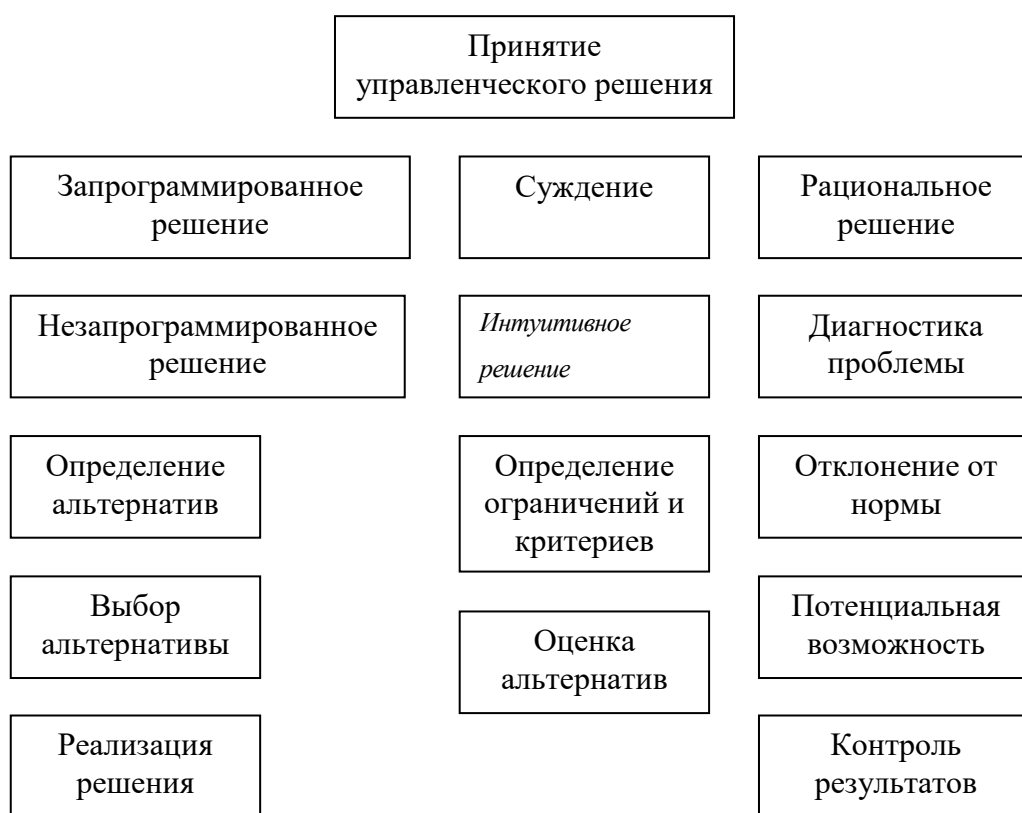 Принятие
управленческого решения
Запрограммированное
решение
Суждение
Рациональное
решение
Незапрограммированное
решение
Интуитивное
решение
Диагностика
проблемы
Определение
альтернатив
Определение
ограничений и
критериев
Отклонение от
нормы
Выбор
альтернативы
Оценка
альтернатив
Потенциальная
возможность
Реализация
решения
Контроль
результатов